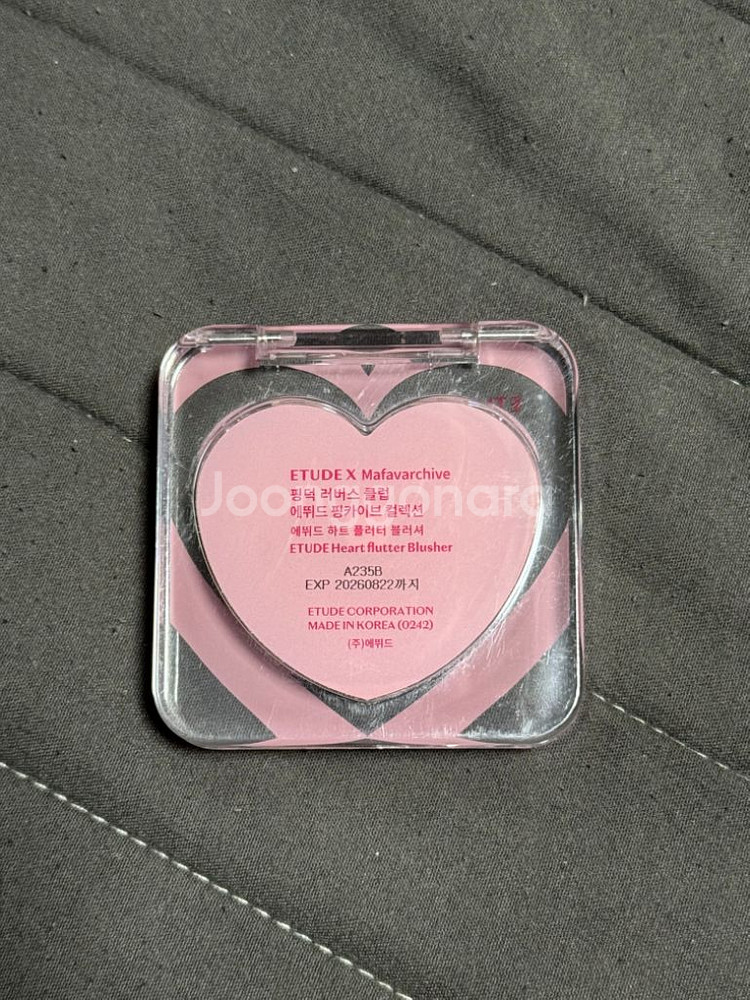 ETUDE X Mafavarchive
핑덕 러버스 클럽
에뛰드 핑카이브 컬렉션
에뛰드 하트 플러터 블러셔
ETUDE Heart flutter Blusher
A235B
EXP 20260822까지
ETUDE CORPORATION
MADE IN KOREA (0242)
(주)에뛰드
Joongonara